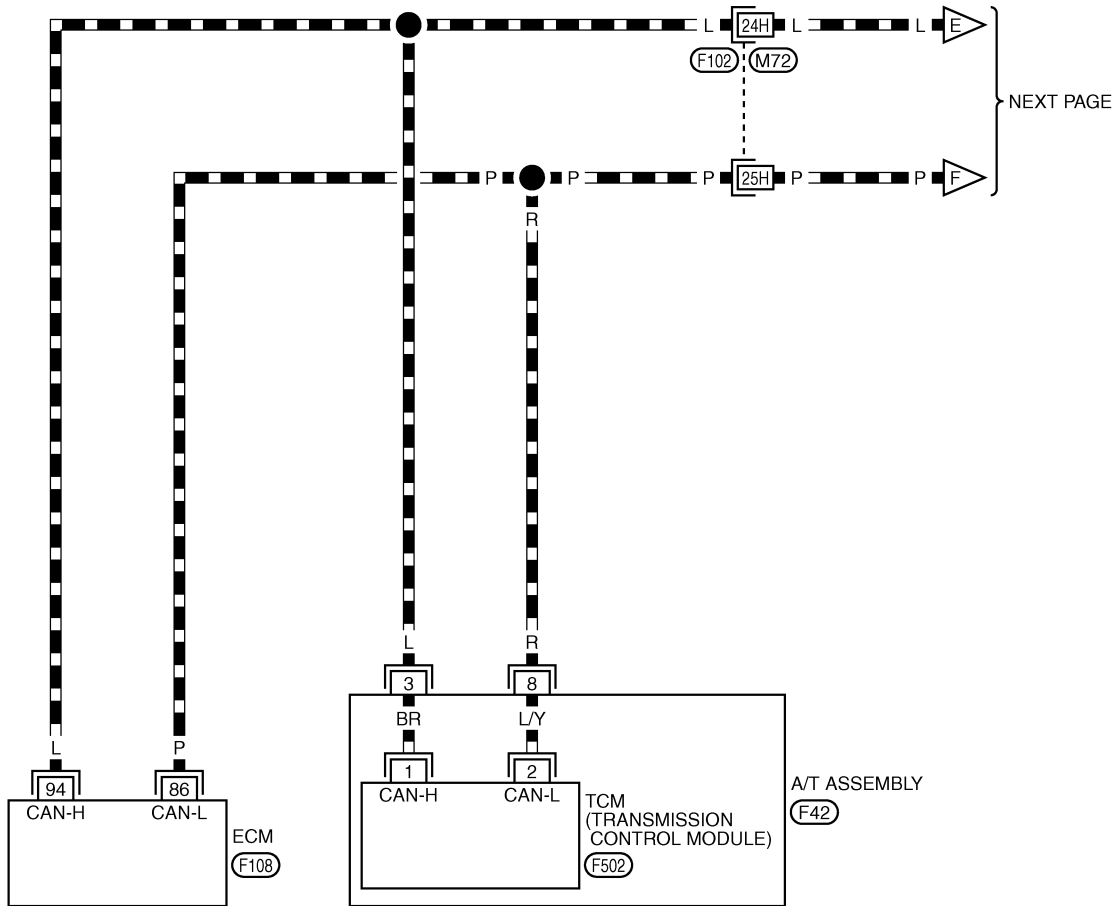 L 24H L L E
F102 M72
NEXT PAGE
P P P 25H P P F
R
L R
3 8
BR L/Y
L P
1 2
94 86
CAN-H CAN-L
CAN-H CAN-L
ECM
F108
TCM
(TRANSMISSION
CONTROL MODULE)
F502
A/T ASSEMBLY
F42